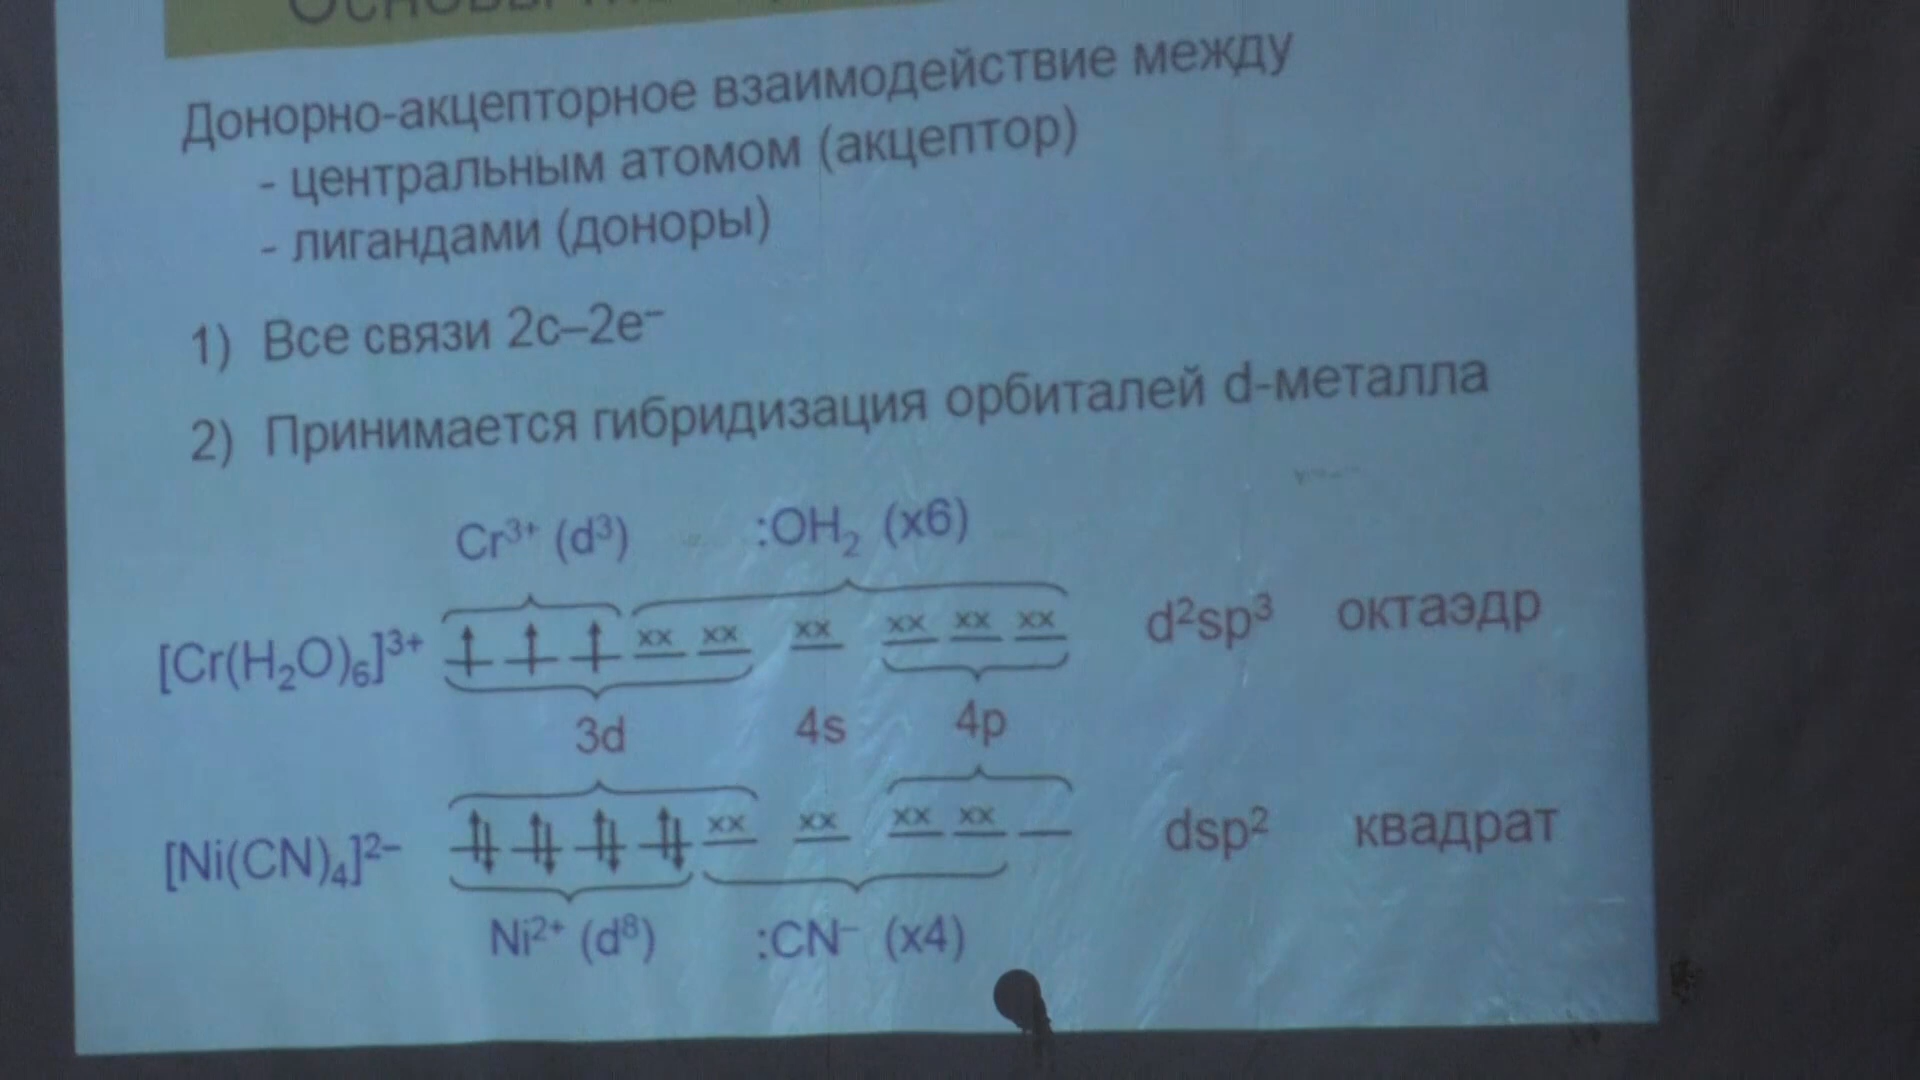 Донорно-акцепторное взаимодействие между
- центральным атомом (акцептор)
- лигандами (доноры)
1) Все связи 2c–2e⁻
2) Принимается гибридизация орбиталей d-металла
Cr³⁺ (d³) :OH₂ (x6)
[Cr(H₂O)₆]³⁺ xx xx xx xx xx xx d²sp³ октаэдр
3d 4s 4p
[Ni(CN)₄]²⁻ xx xx xx xx dsp² квадрат
Ni²⁺ (d⁸) :CN⁻ (x4)